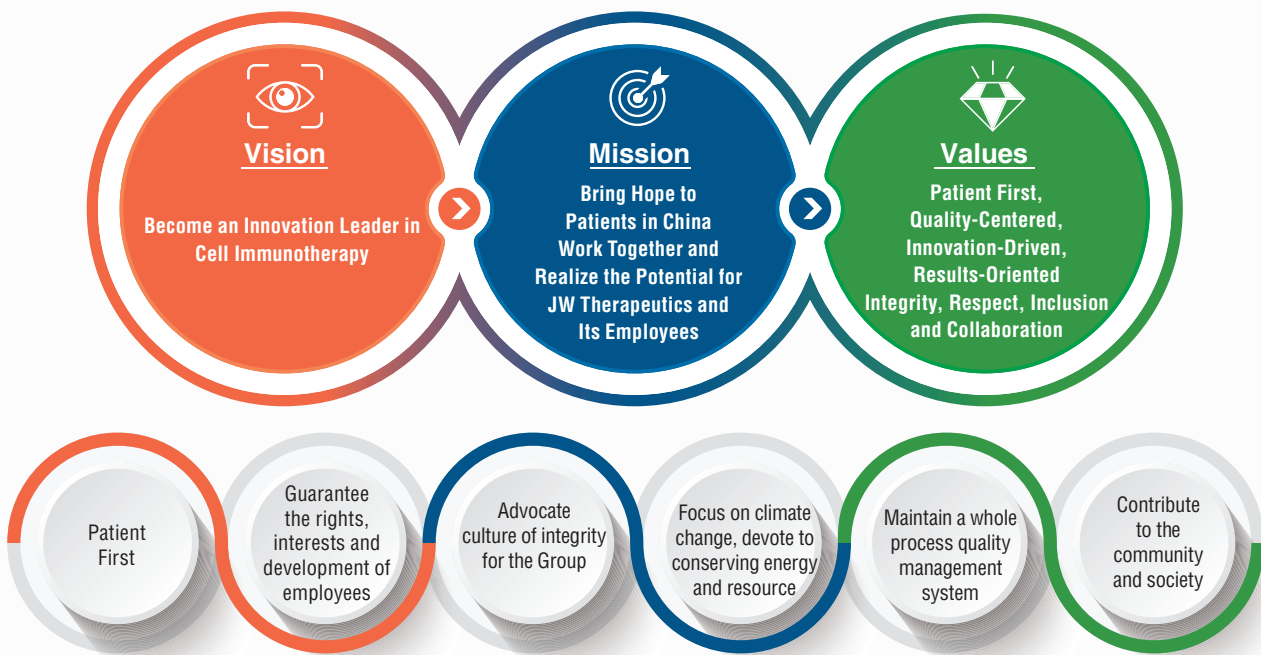 Vision
Become an Innovation Leader in
Cell Immunotherapy
Mission
Bring Hope to
Patients in China
Work Together and
Realize the Potential for
JW Therapeutics and
Its Employees
Values
Patient First,
Quality-Centered,
Innovation-Driven,
Results-Oriented
Integrity, Respect, Inclusion
and Collaboration
Patient
First
Guarantee
the rights,
interests and
development of
employees
Advocate
culture of integrity
for the Group
Focus on climate
change, devote to
conserving energy
and resource
Maintain a whole
process quality
management
system
Contribute
to the
community
and society